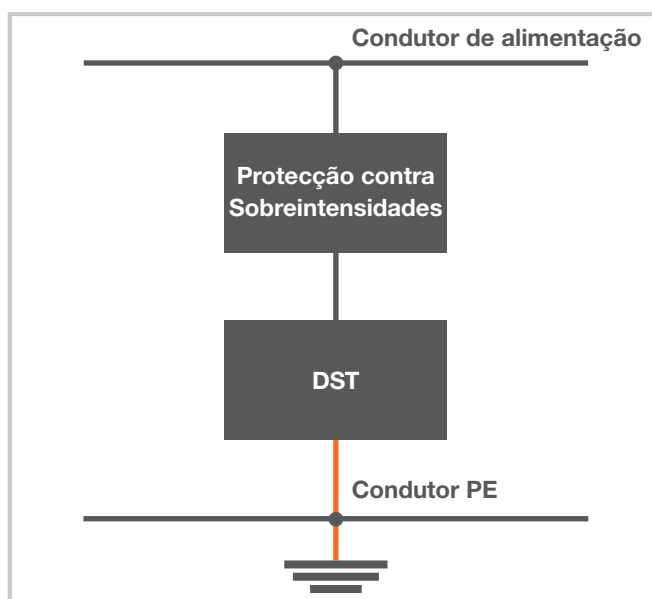 Condutor de alimentação
Protecção contra
Sobreintensidades
DST
Condutor PE